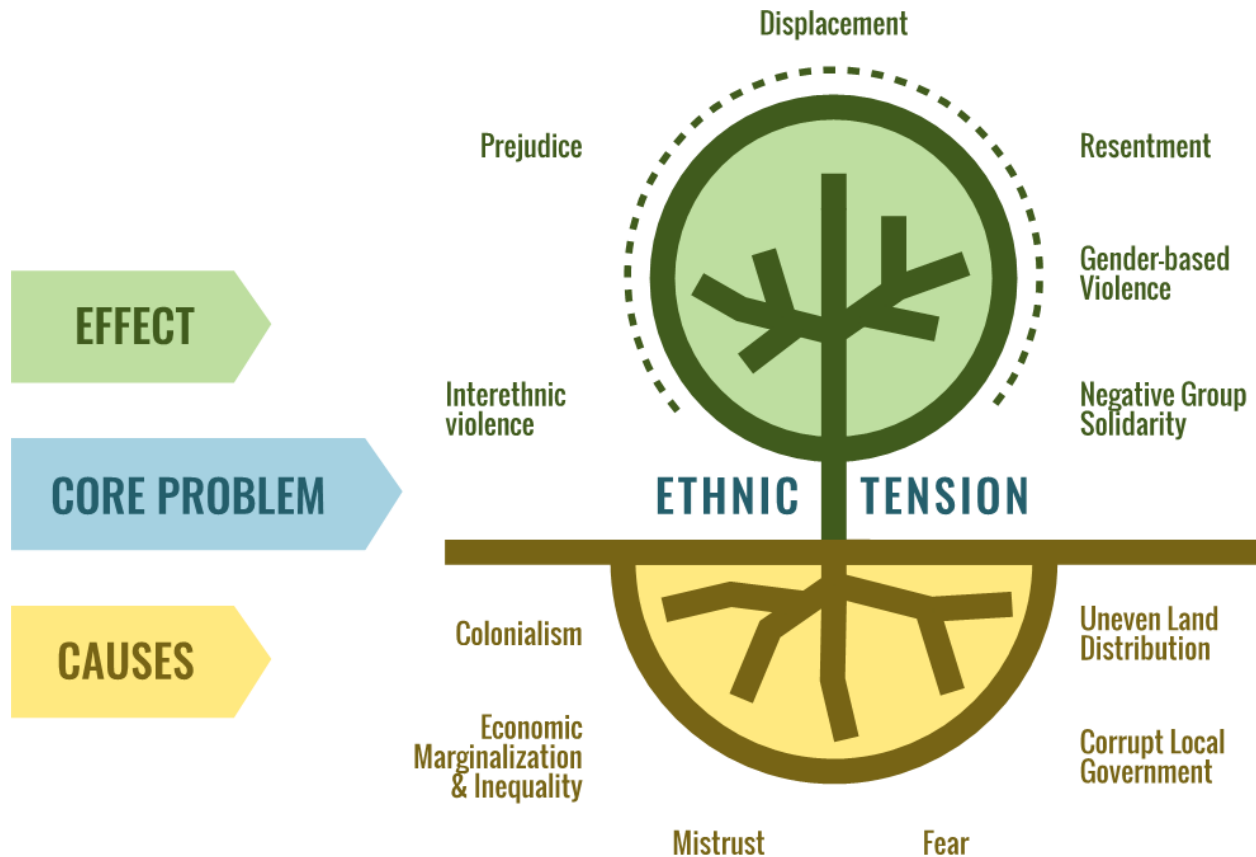 Displacement
Prejudice
Resentment
Gender-based
Violence
EFFECT
Interethnic
violence
Negative Group
Solidarity
CORE PROBLEM
ETHNIC TENSION
CAUSES
Colonialism
Uneven Land
Distribution
Economic
Marginalization
& Inequality
Corrupt Local
Government
Mistrust
Fear